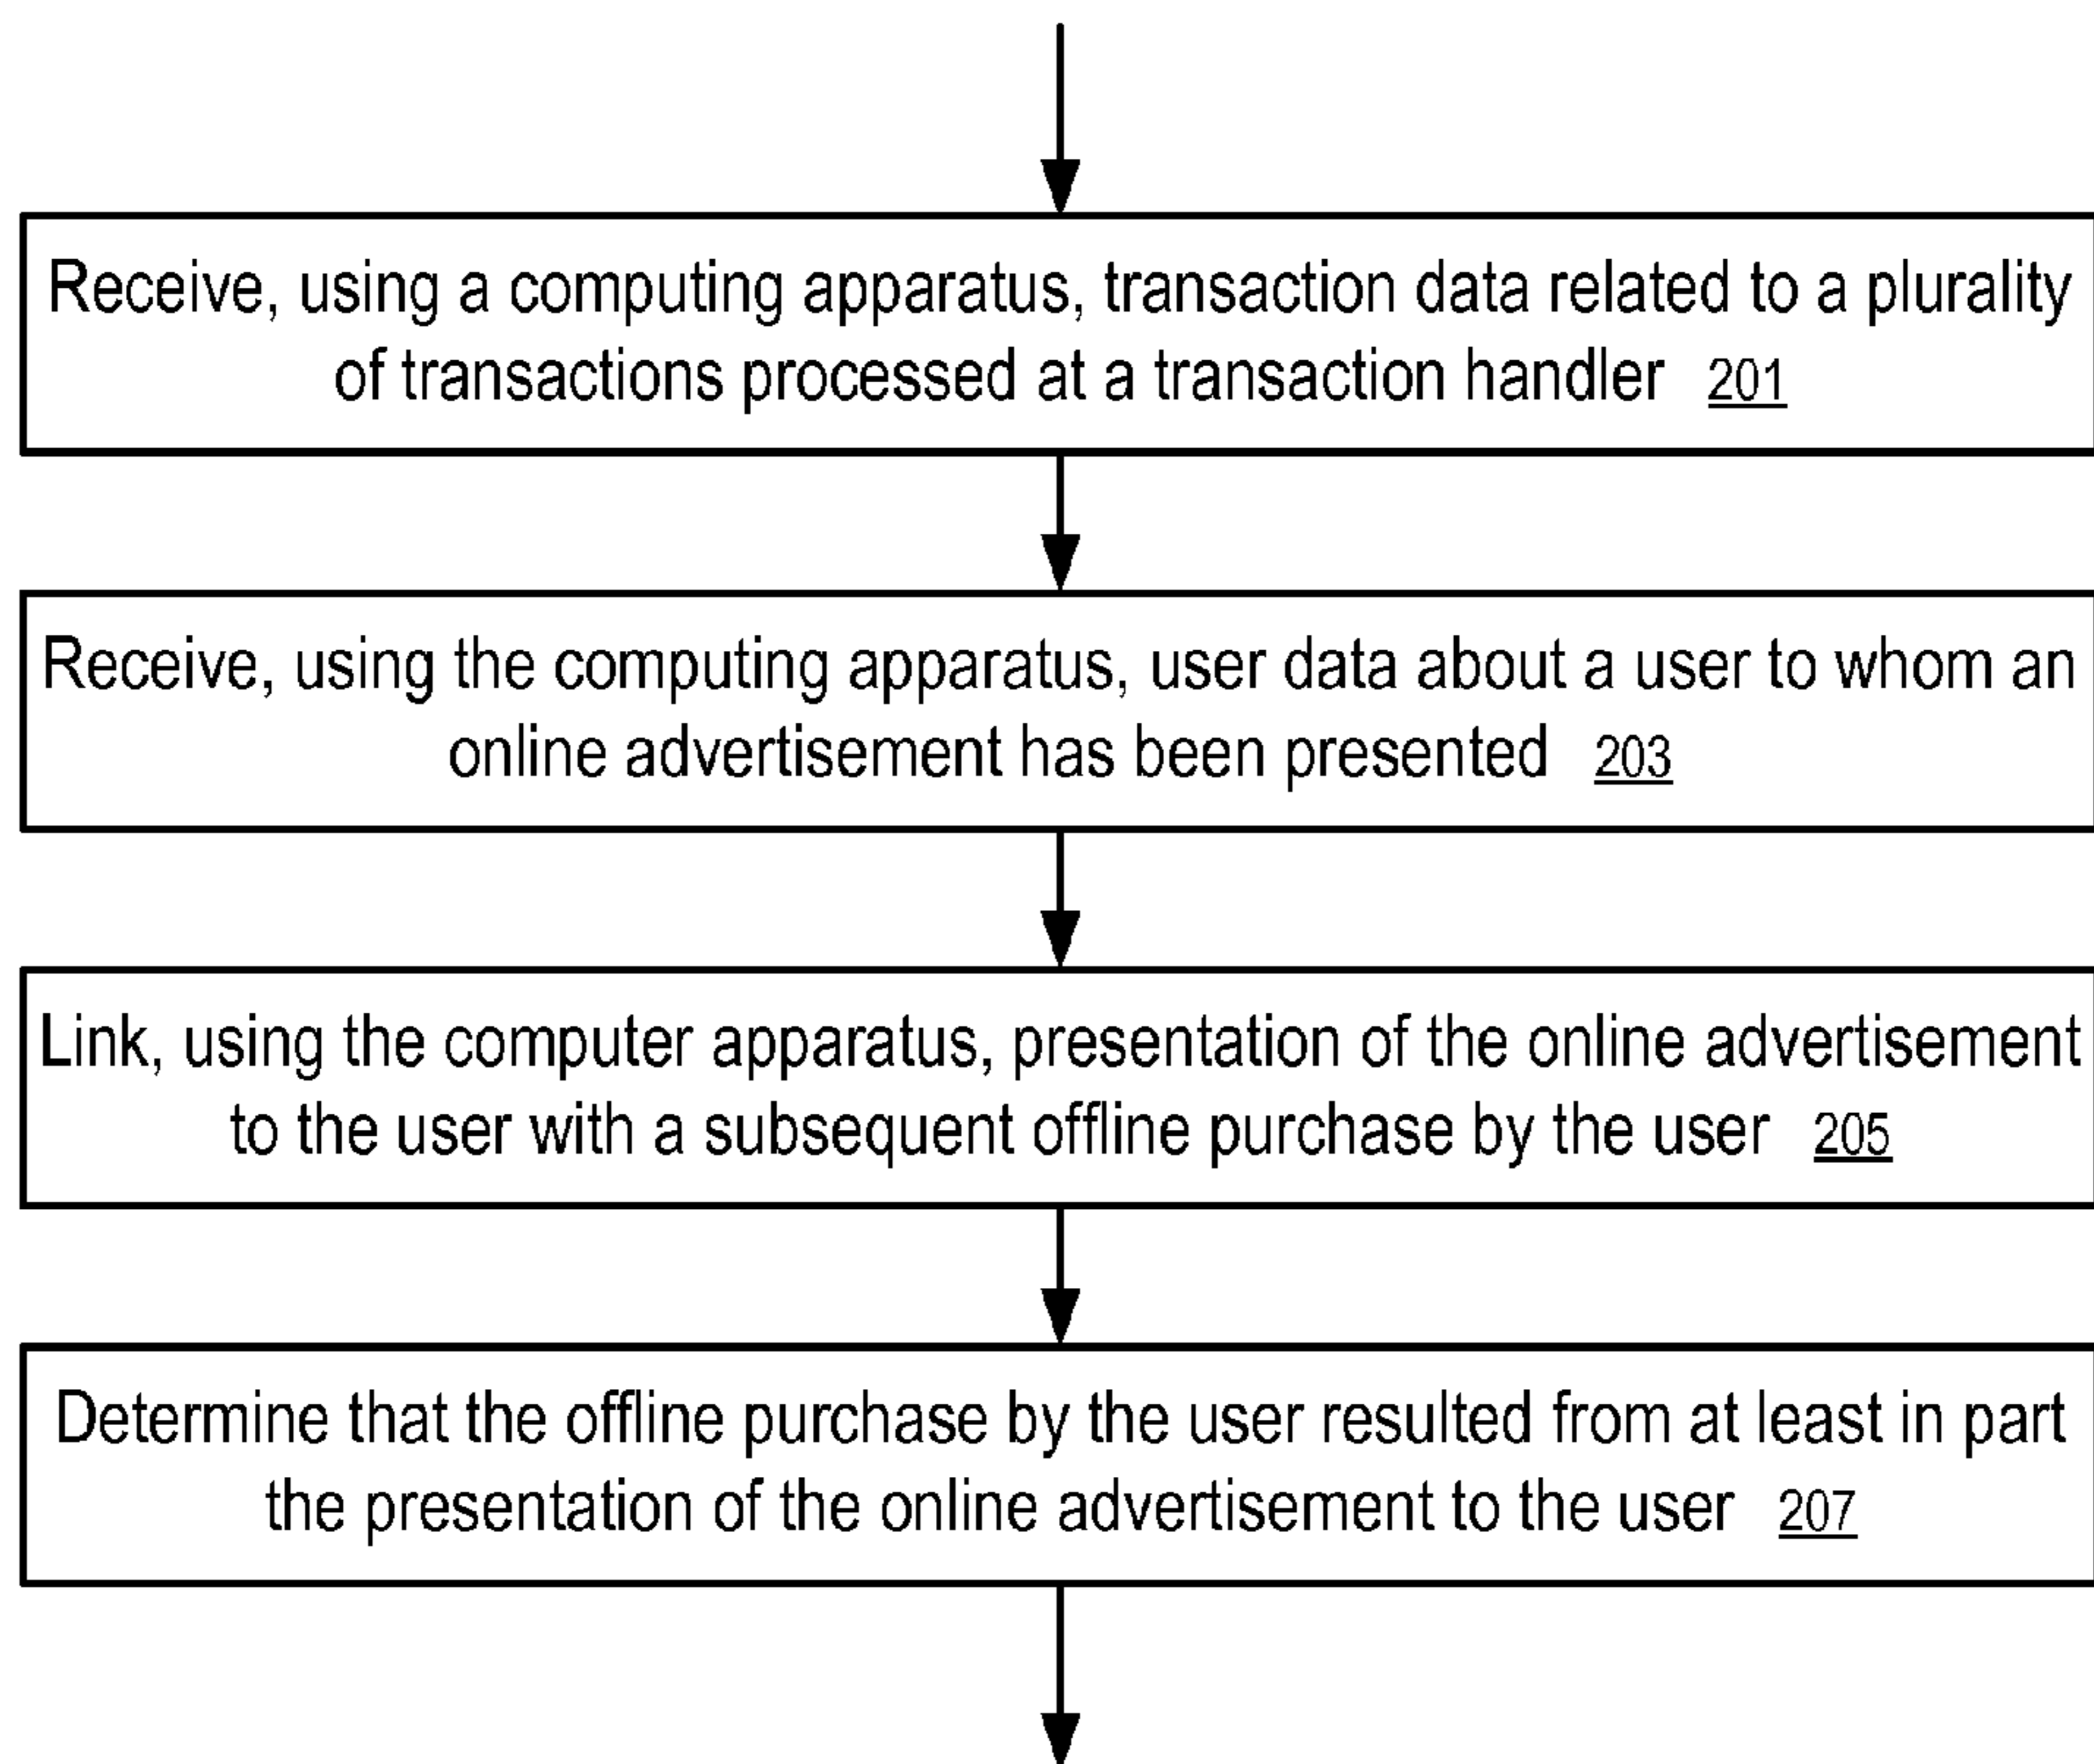 Receive, using a computing apparatus, transaction data related to a plurality
of transactions processed at a transaction handler 201
Receive, using the computing apparatus, user data about a user to whom an
online advertisement has been presented 203
Link, using the computer apparatus, presentation of the online advertisement
to the user with a subsequent offline purchase by the user 205
Determine that the offline purchase by the user resulted from at least in part
the presentation of the online advertisement to the user 207